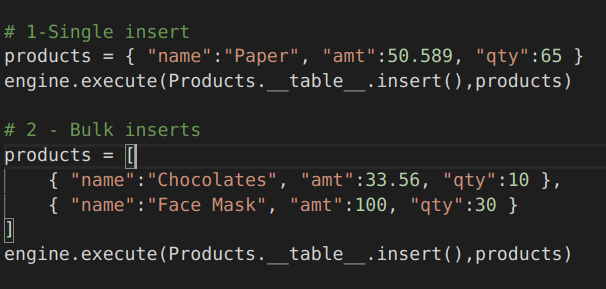 # 1-Single insert
products = { "name":"Paper", "amt":50.589, "qty":65 }
engine.execute(Products.__table__.insert(),products)
# 2 - Bulk inserts
products = [
{ "name":"Chocolates", "amt":33.56, "qty":10 },
{ "name":"Face Mask", "amt":100, "qty":30 }
]
engine.execute(Products.__table__.insert(),products)